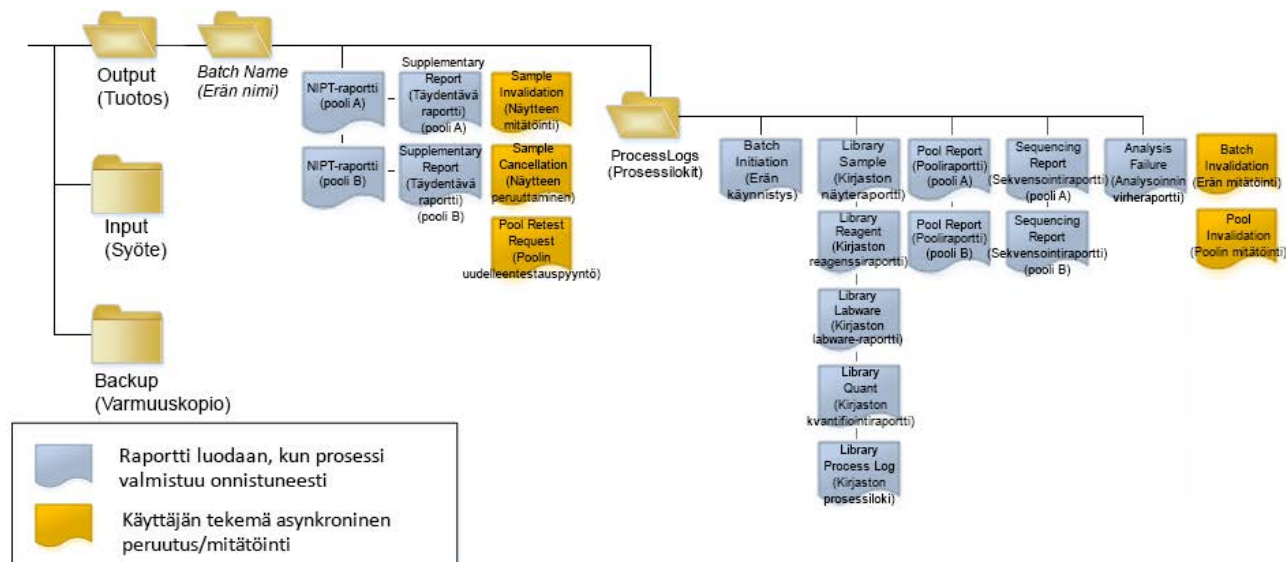 Output
(Tuotos)
Batch Name
(Erän nimi)
NIPT-raportti
(pooli A)
Supplementary
Report
(Täydentävä
raportti)
(pooli A)
Sample
Invalidation
(Näytteen
mitätöinti)
NIPT-raportti
(pooli B)
Supplementary
Report
(Täydentävä
raportti)
(pooli B)
Sample
Cancellation
(Näytteen
peruuttaminen)
Pool Retest
Request
(Poolin
uudelleentestauspyyntö)
ProcessLogs
(Prosessilokit)
Batch
Initiation
(Erän
käynnistys)
Library
Sample
(Kirjaston
näyteraportti)
Pool Report
(Pooliraportti)
(pooli A)
Sequencing
Report
(Sekvensointiraportti)
(pooli A)
Analysis
Failure
(Analysoinnin
virheraportti)
Batch
Invalidation
(Erän mitätöinti)
Library
Reagent
(Kirjaston
reagenssiraportti)
Pool Report
(Pooliraportti)
(pooli B)
Sequencing
Report
(Sekvensointiraportti)
(pooli B)
Pool
Invalidation
(Poolin mitätöinti)
Library
Labware
(Kirjaston
labware-raportti)
Library
Quant
(Kirjaston
kvantifiointiraportti)
Library
Process Log
(Kirjaston
prosessiloki)
Input
(Syöte)
Backup
(Varmuuskopio)
Raportti luodaan, kun prosessi
valmistuu onnistuneesti
Käyttäjän tekemä asynkroninen
peruutus/mitätöinti